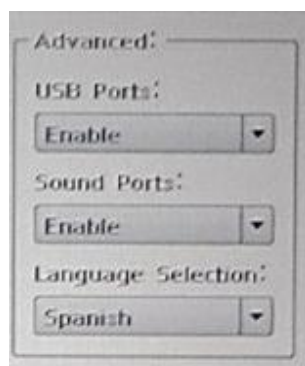 Advanced:
USB Ports:
Enable
Sound Ports:
Enable
Language Selection:
Spanish